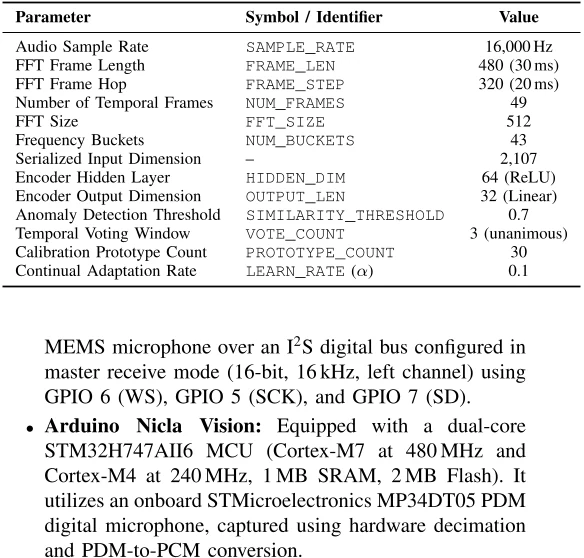 Parameter Symbol / Identifier Value
Audio Sample Rate SAMPLE_RATE 16,000 Hz
FFT Frame Length FRAME_LEN 480 (30 ms)
FFT Frame Hop FRAME_STEP 320 (20 ms)
Number of Temporal Frames NUM_FRAMES 49
FFT Size FFT_SIZE 512
Frequency Buckets NUM_BUCKETS 43
Serialized Input Dimension – 2,107
Encoder Hidden Layer HIDDEN_DIM 64 (ReLU)
Encoder Output Dimension OUTPUT_LEN 32 (Linear)
Anomaly Detection Threshold SIMILARITY_THRESHOLD 0.7
Temporal Voting Window VOTE_COUNT 3 (unanimous)
Calibration Prototype Count PROTOTYPE_COUNT 30
Continual Adaptation Rate LEARN_RATE (α) 0.1
MEMS microphone over an I²S digital bus configured in
master receive mode (16-bit, 16 kHz, left channel) using
GPIO 6 (WS), GPIO 5 (SCK), and GPIO 7 (SD).
• Arduino Nicla Vision: Equipped with a dual-core
STM32H747AII6 MCU (Cortex-M7 at 480 MHz and
Cortex-M4 at 240 MHz, 1 MB SRAM, 2 MB Flash). It
utilizes an onboard STMicroelectronics MP34DT05 PDM
digital microphone, captured using hardware decimation
and PDM-to-PCM conversion.